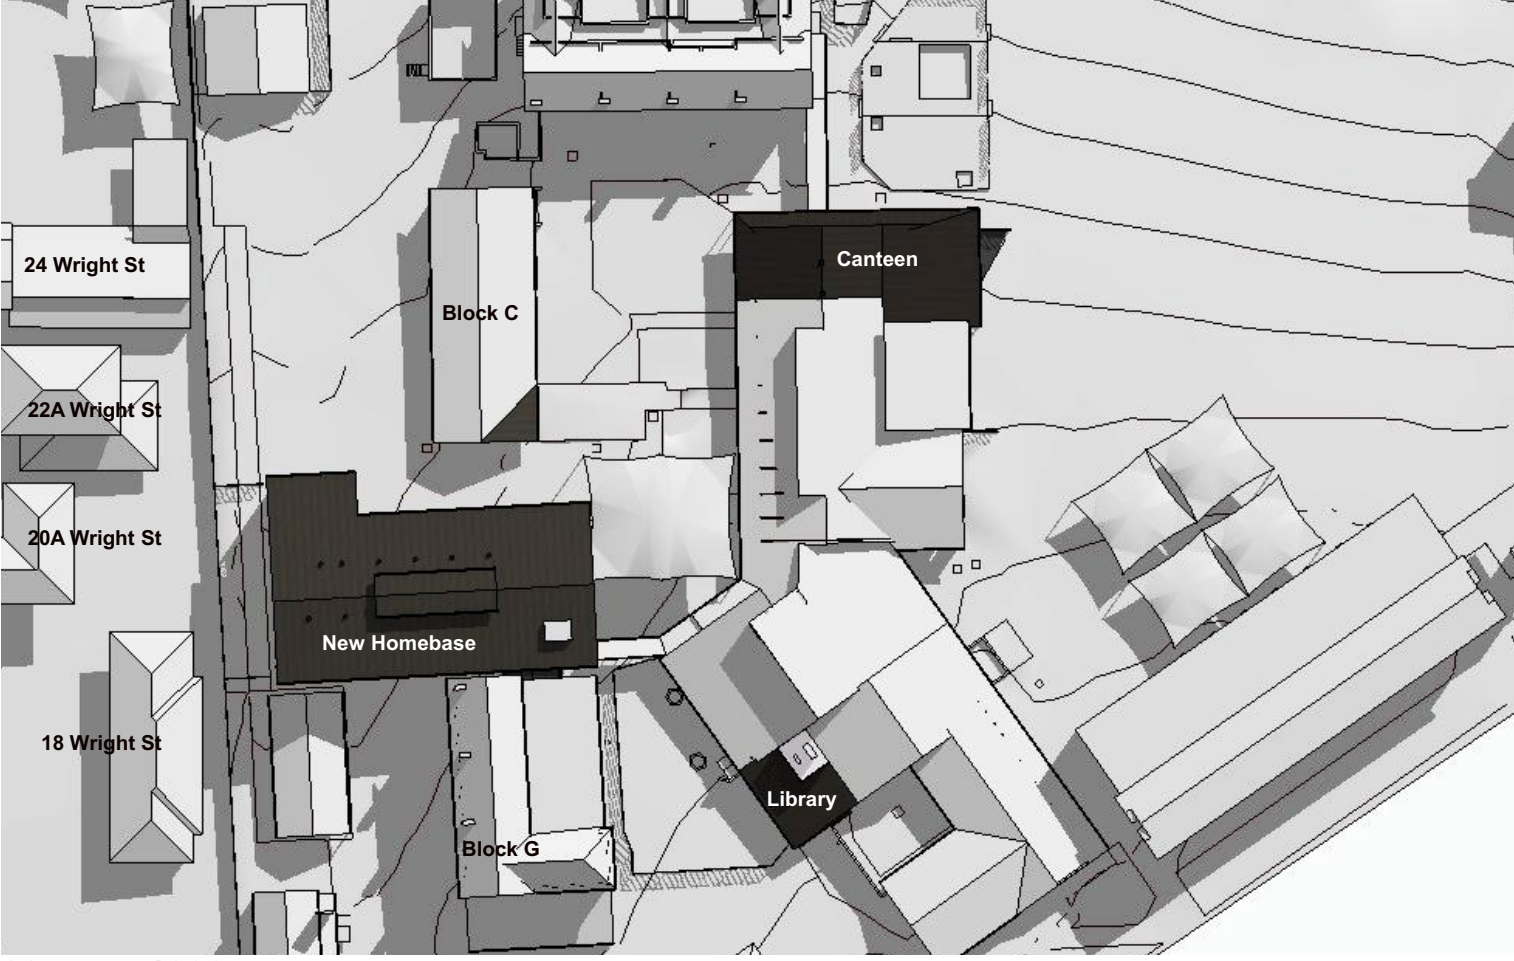 Canteen
24 Wright St
Block C
22A Wright St
20A Wright St
New Homebase
18 Wright St
Library
Block G